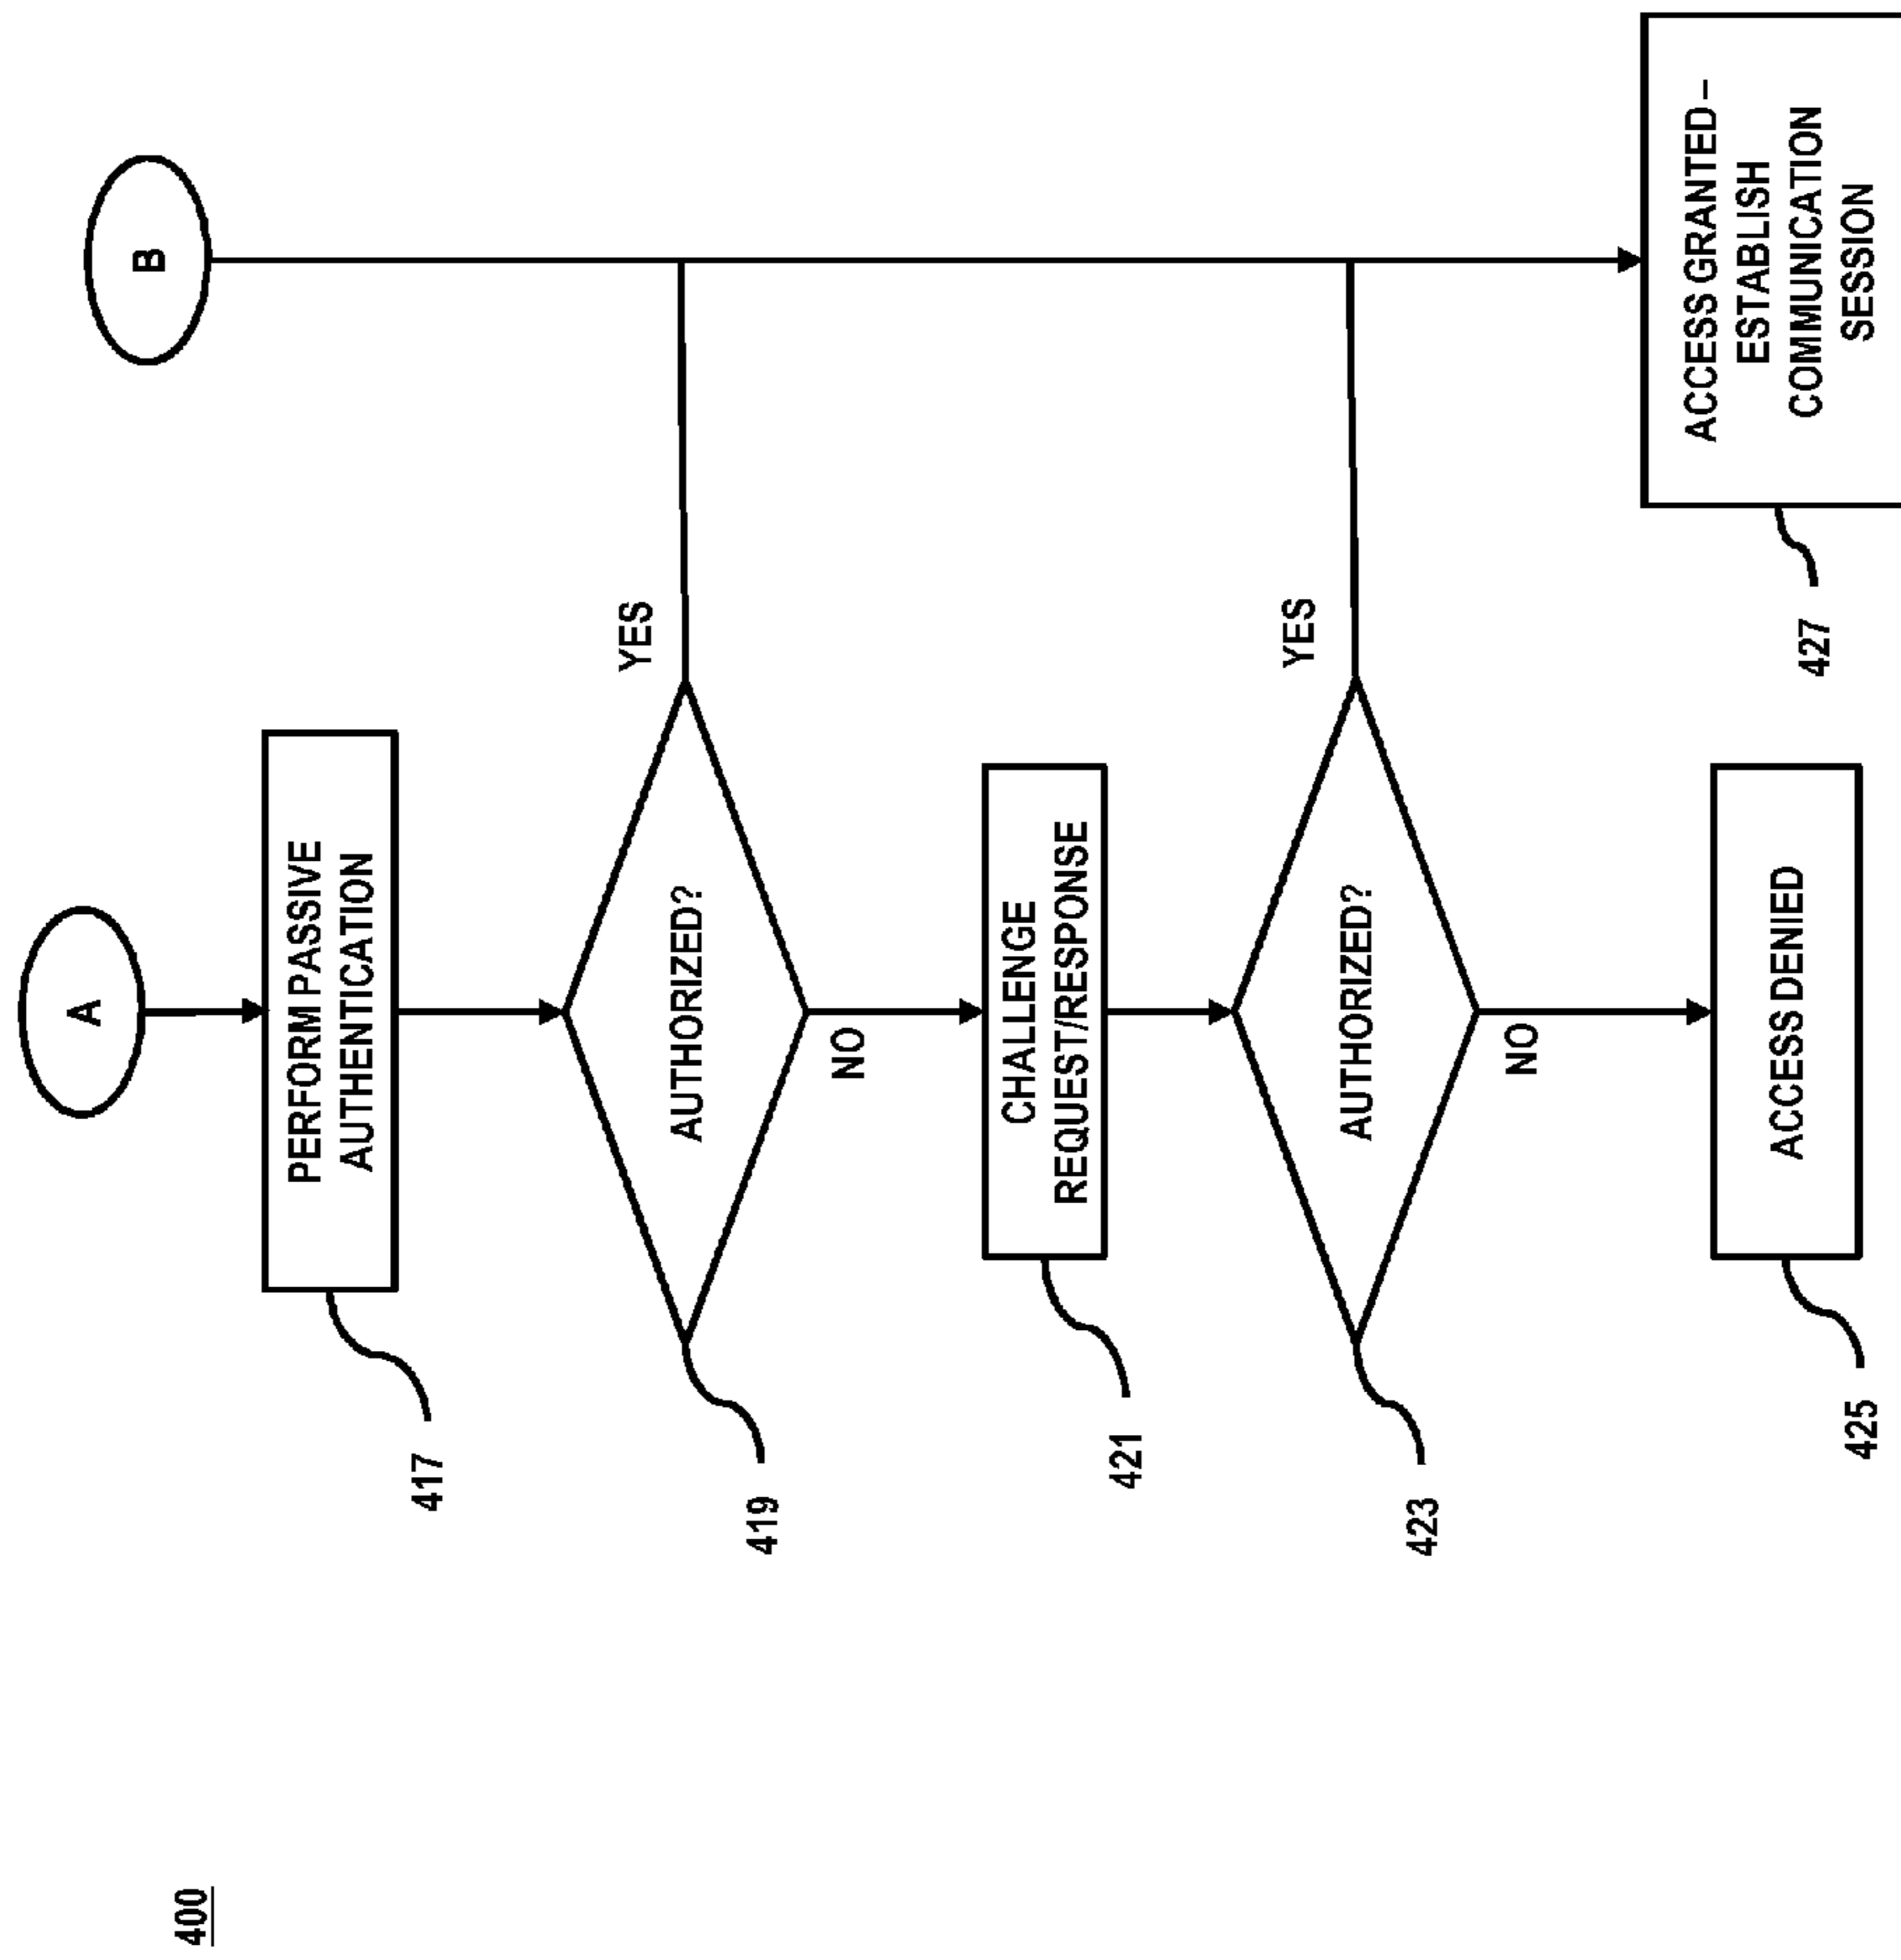 400
A
B
PERFORM PASSIVE
AUTHENTICATION
417
AUTHORIZED?
YES
419
NO
CHALLENGE
REQUEST/RESPONSE
421
AUTHORIZED?
YES
423
NO
ACCESS DENIED
425
ACCESS GRANTED–
ESTABLISH
COMMUNICATION
SESSION
427